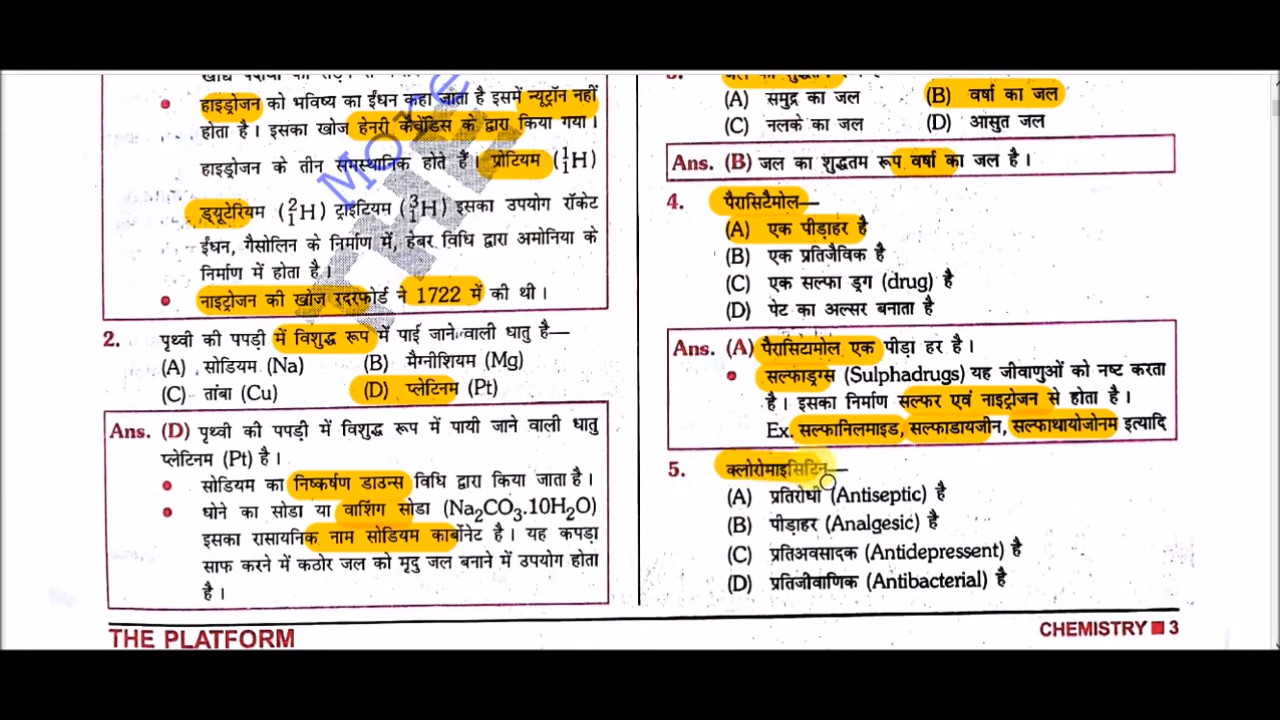 हाइड्रोजन को भविष्य का ईंधन कहा जाता है इसमें न्यूट्रॉन नहीं
होता है। इसका खोज हेनरी कैवेंडिस के द्वारा किया गया।
हाइड्रोजन के तीन समस्थानिक होते हैं। प्रोटियम (¹₁H)
ड्यूटेरियम (²₁H) ट्राइटियम (³₁H) इसका उपयोग रॉकेट
ईंधन, गैसोलिन के निर्माण में, हेबर विधि द्वारा अमोनिया के
निर्माण में होता है।
नाइट्रोजन की खोज रदरफोर्ड ने 1722 में की थी।
2. पृथ्वी की पपड़ी में विशुद्ध रूप में पाई जाने वाली धातु है—
(A) सोडियम (Na) (B) मैग्नीशियम (Mg)
(C) तांबा (Cu) (D) प्लेटिनम (Pt)
Ans. (D) पृथ्वी की पपड़ी में विशुद्ध रूप में पायी जाने वाली धातु
प्लेटिनम (Pt) है।
सोडियम का निष्कर्षण डाउन्स विधि द्वारा किया जाता है।
धोने का सोडा या वाशिंग सोडा (Na₂CO₃.10H₂O)
इसका रासायनिक नाम सोडियम कार्बोनेट है। यह कपड़ा
साफ करने में कठोर जल को मृदु जल बनाने में उपयोग होता
है।
THE PLATFORM
(A) समुद्र का जल (B) वर्षा का जल
(C) नलके का जल (D) आसुत जल
Ans. (B) जल का शुद्धतम रूप वर्षा का जल है।
4. पैरासिटैमोल—
(A) एक पीड़ाहर है
(B) एक प्रतिजैविक है
(C) एक सल्फा ड्रग (drug) है
(D) पेट का अल्सर बनाता है
Ans. (A) पैरासिटामोल एक पीड़ा हर है।
सल्फाड्रग्स (Sulphadrugs) यह जीवाणुओं को नष्ट करता
है। इसका निर्माण सल्फर एवं नाइट्रोजन से होता है।
Ex. सल्फानिलमाइड, सल्फाडायजीन, सल्फाथायोजोनम इत्यादि
5. क्लोरोमाइसिटिन—
(A) प्रतिरोधी (Antiseptic) है
(B) पीड़ाहर (Analgesic) है
(C) प्रतिअवसादक (Antidepressent) है
(D) प्रतिजीवाणिक (Antibacterial) है
CHEMISTRY 3